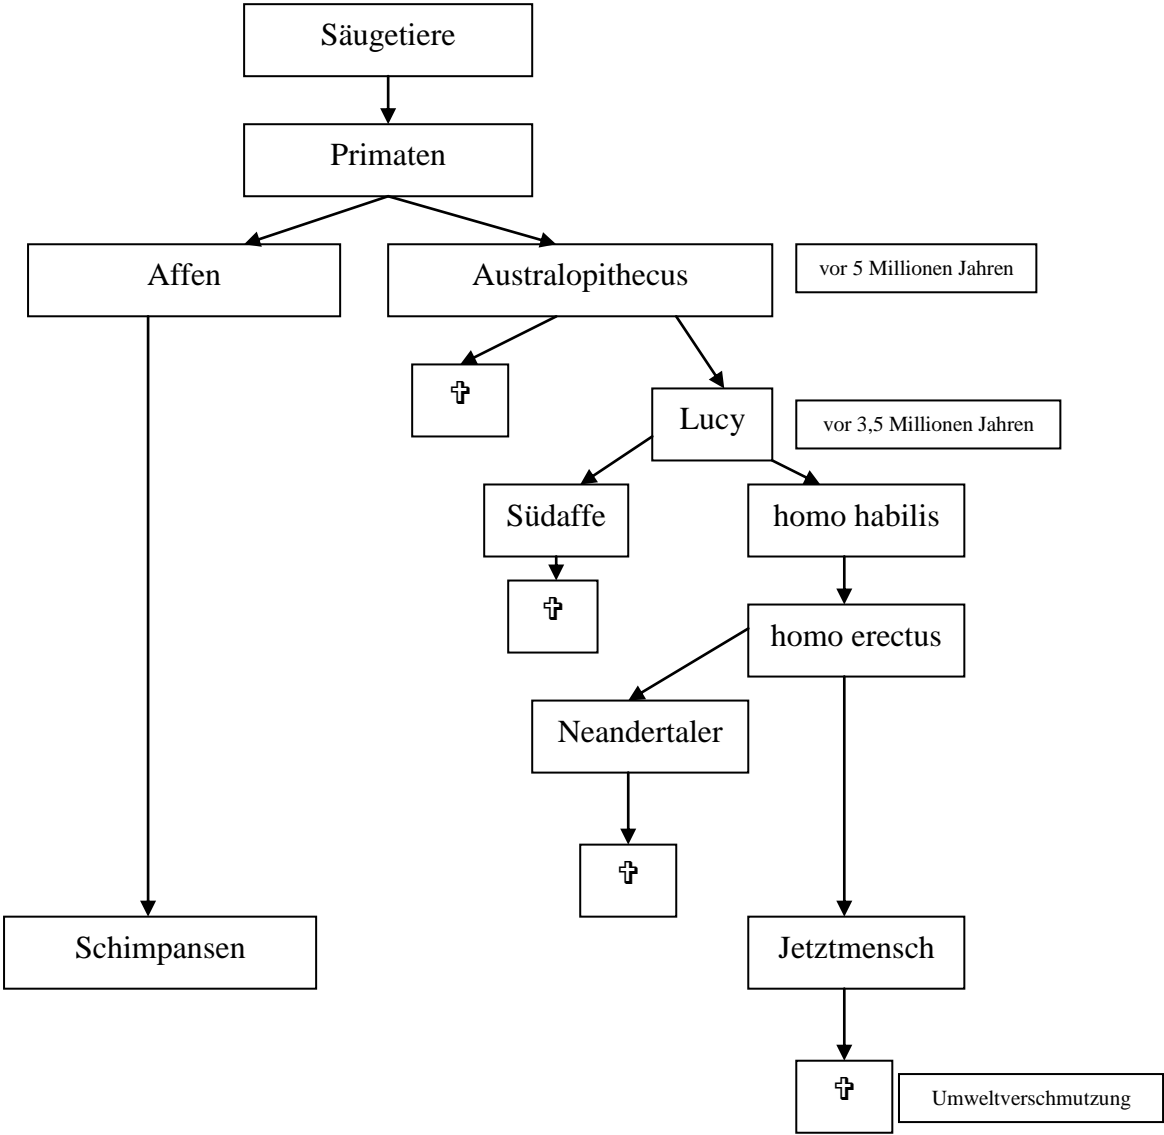 Säugetiere
Primaten
Affen
Australopithecus
vor 5 Millionen Jahren
✞
Lucy
vor 3,5 Millionen Jahren
Südaffe
homo habilis
✞
homo erectus
Neandertaler
✞
Schimpansen
Jetztmensch
✞
Umweltverschmutzung